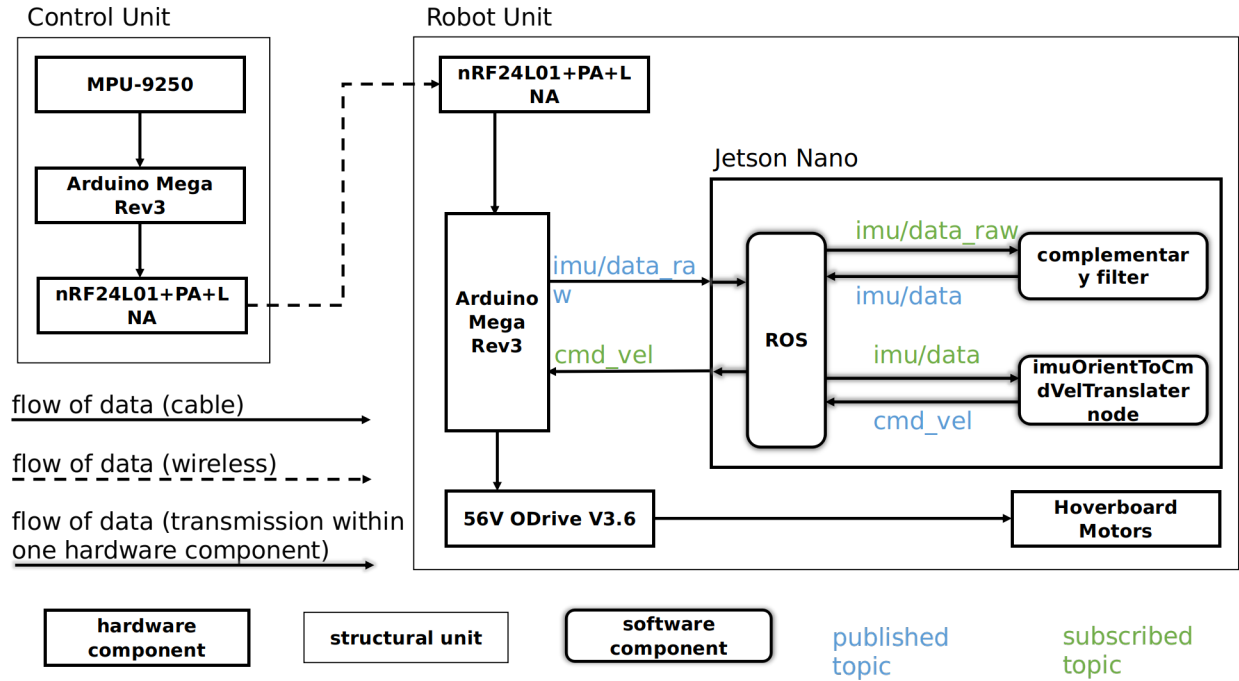 Control Unit
MPU-9250
Arduino Mega
Rev3
nRF24L01+PA+L
NA
Robot Unit
nRF24L01+PA+L
NA
Arduino
Mega
Rev3
imu/data_ra
w
cmd_vel
Jetson Nano
ROS
imu/data_raw
imu/data
complementar
y filter
imu/data
cmd_vel
imuOrientToCm
dVelTranslater
node
56V ODrive V3.6
Hoverboard
Motors
flow of data (cable)
flow of data (wireless)
flow of data (transmission within
one hardware component)
hardware
component
structural unit
software
component
published
topic
subscribed
topic